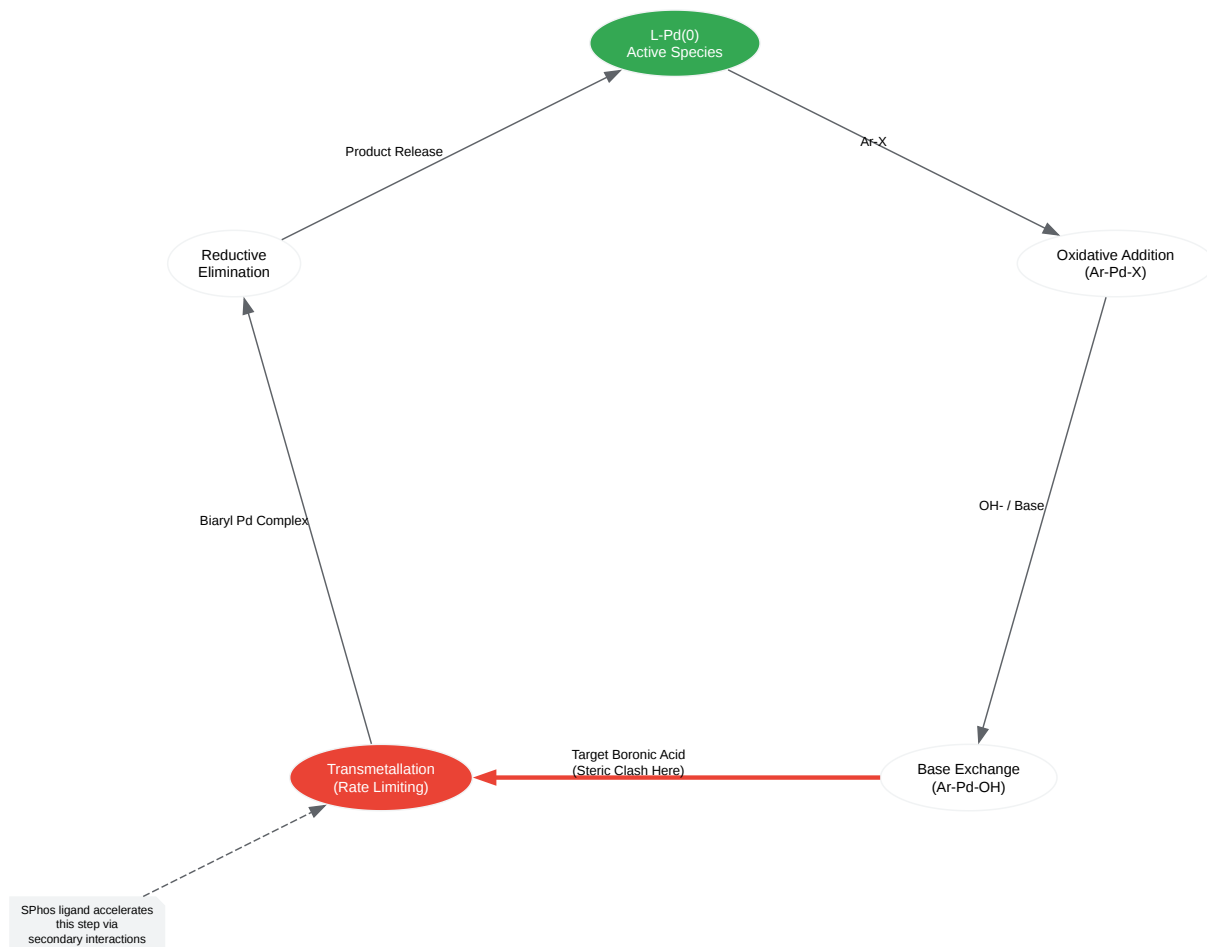 L-Pd(0)
Active Species
Ar-X
Product Release
Reductive
Elimination
Oxidative Addition
(Ar-Pd-X)
OH- / Base
Biaryl Pd Complex
Target Boronic Acid
(Steric Clash Here)
Transmetallation
(Rate Limiting)
Base Exchange
(Ar-Pd-OH)
SPhos ligand accelerates
this step via
secondary interactions